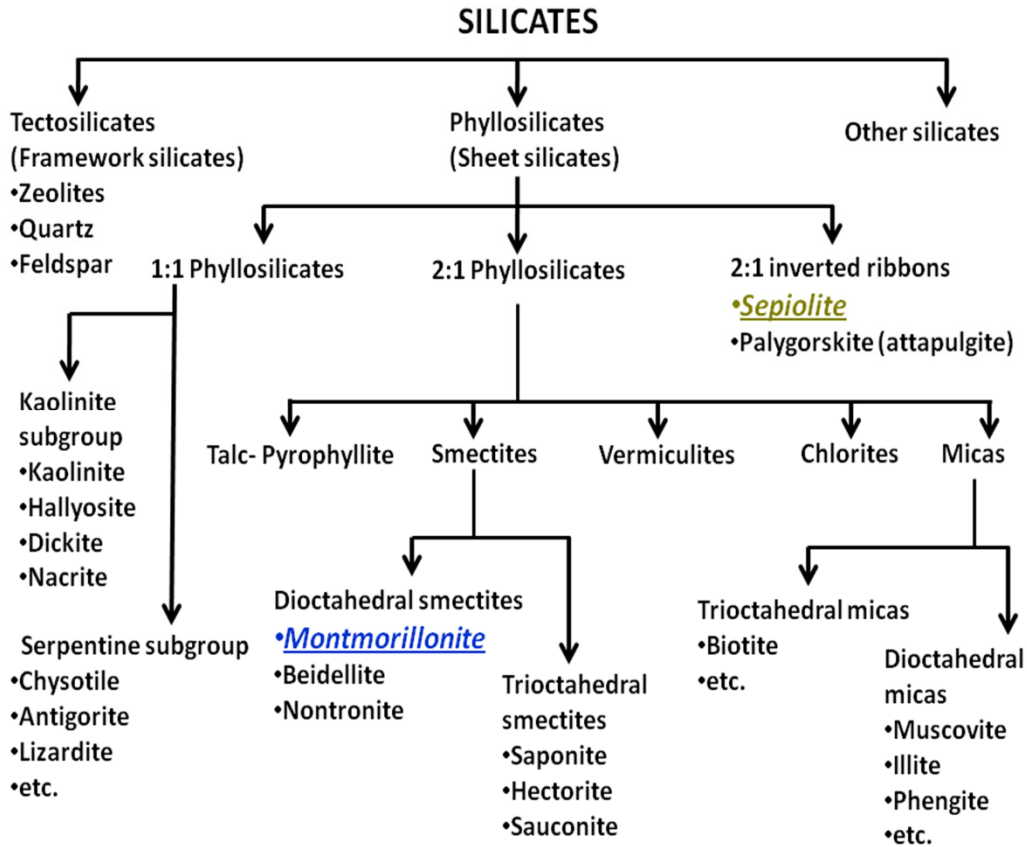 SILICATES
Tectosilicates
(Framework silicates)
•Zeolites
•Quartz
•Feldspar
Phyllosilicates
(Sheet silicates)
Other silicates
1:1 Phyllosilicates
2:1 Phyllosilicates
2:1 inverted ribbons
•Sepiolite
•Palygorskite (attapulgite)
Kaolinite
subgroup
•Kaolinite
•Hallyosite
•Dickite
•Nacrite
Serpentine subgroup
•Chysotile
•Antigorite
•Lizardite
•etc.
Talc- Pyrophyllite
Smectites
Vermiculites
Chlorites
Micas
Dioctahedral smectites
•Montmorillonite
•Beidellite
•Nontronite
Trioctahedral
smectites
•Saponite
•Hectorite
•Sauconite
Trioctahedral micas
•Biotite
•etc.
Dioctahedral
micas
•Muscovite
•Illite
•Phengite
•etc.